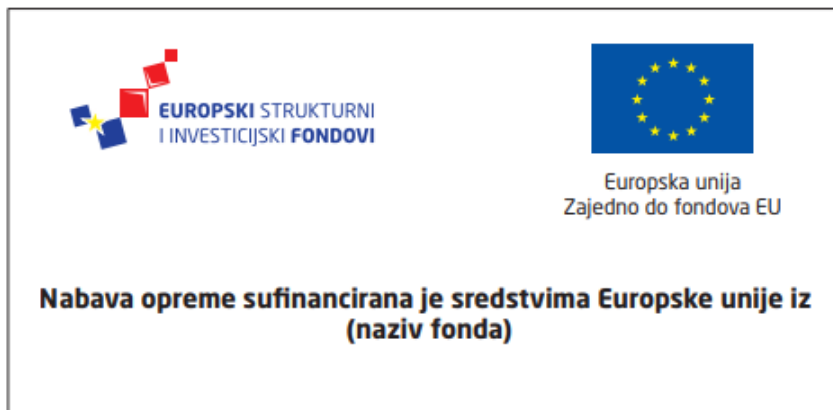 EUROPSKI STRUKTURNI
I INVESTICIJSKI FONDOVI
Europska unija
Zajedno do fondova EU
Nabava opreme sufinancirana je sredstvima Europske unije iz
(naziv fonda)